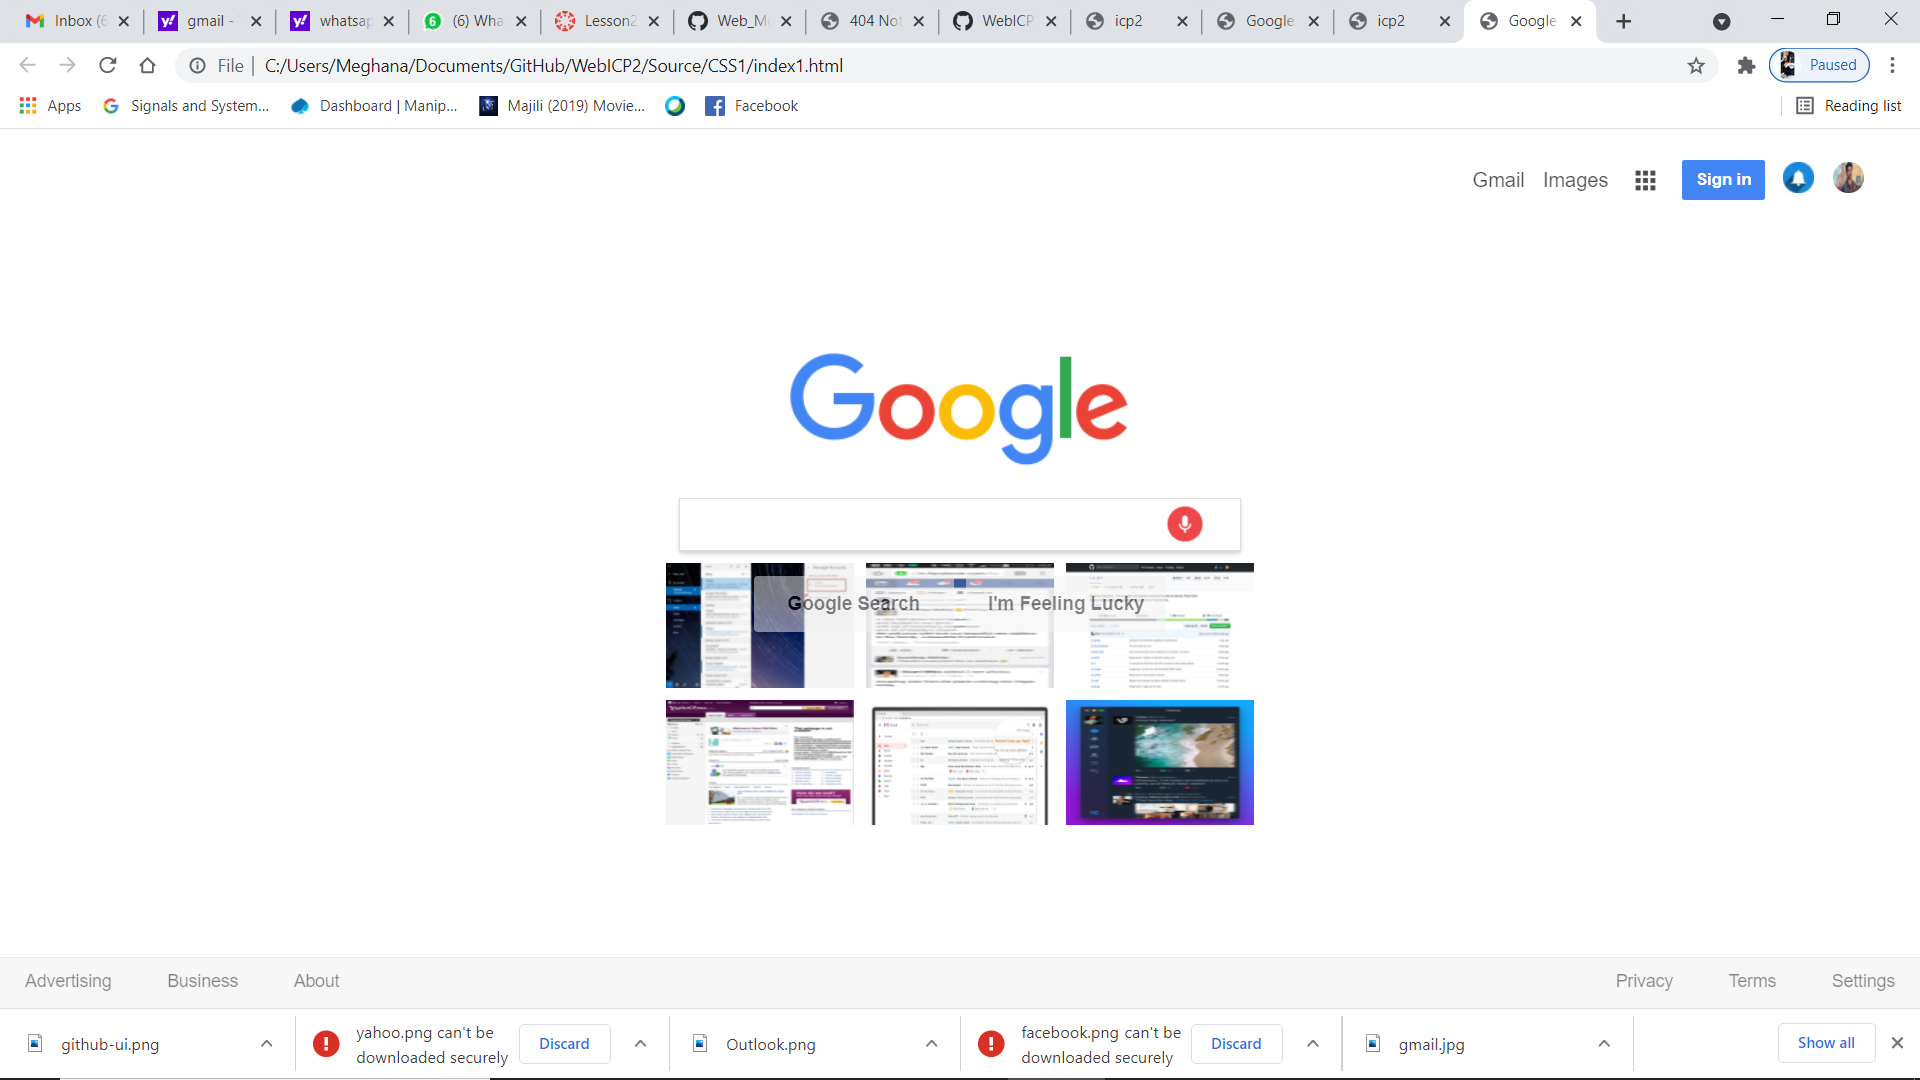 Inbox (6
gmail -
whatsap
(6) Wha
Lesson2
Web_M
404 Not
WebICP
icp2
Google
icp2
Google
File | C:/Users/Meghana/Documents/GitHub/WebICP2/Source/CSS1/index1.html
Paused
Apps
Signals and System...
Dashboard | Manip...
Majili (2019) Movie...
Facebook
Reading list
Gmail Images
Sign in
Google
Google Search
I'm Feeling Lucky
Advertising Business About
Privacy Terms Settings
github-ui.png
yahoo.png can't be
downloaded securely
Discard
Outlook.png
facebook.png can't be
downloaded securely
Discard
gmail.jpg
Show all